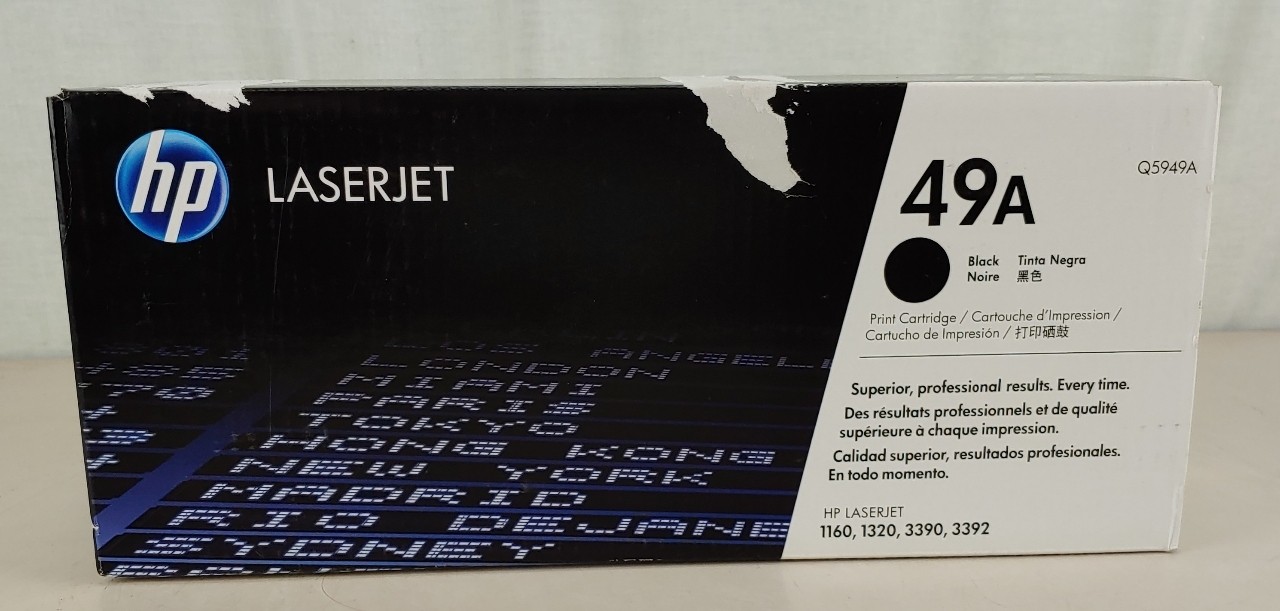 hp
LASERJET
49A
Q5949A
Black Tinta Negra
Noire 黑色
Print Cartridge / Cartouche d'Impression /
Cartucho de Impresión / 打印硒鼓
Superior, professional results. Every time.
Des résultats professionnels et de qualité
supérieure à chaque impression.
Calidad superior, resultados profesionales.
En todo momento.
HP LASERJET
1160, 1320, 3390, 3392
LONDON
MIAMI
PARIS
TOKYO
HONG KONG
NEW YORK
MADRID
RIO DEJANE
SYDNEY